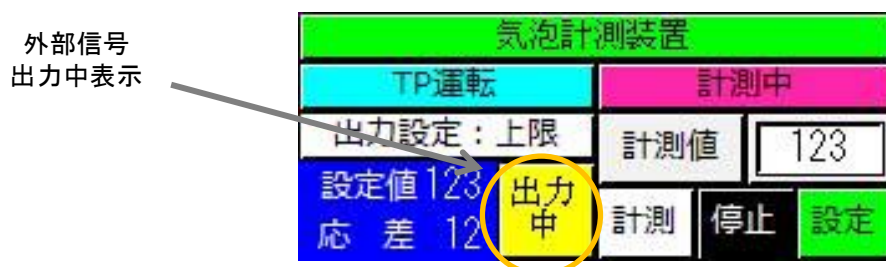 外部信号
出力中表示
気泡計測装置
TP運転
計測中
出力設定:上限
計測値
123
設定値123
応 差 12
出力
中
計測
停止
設定